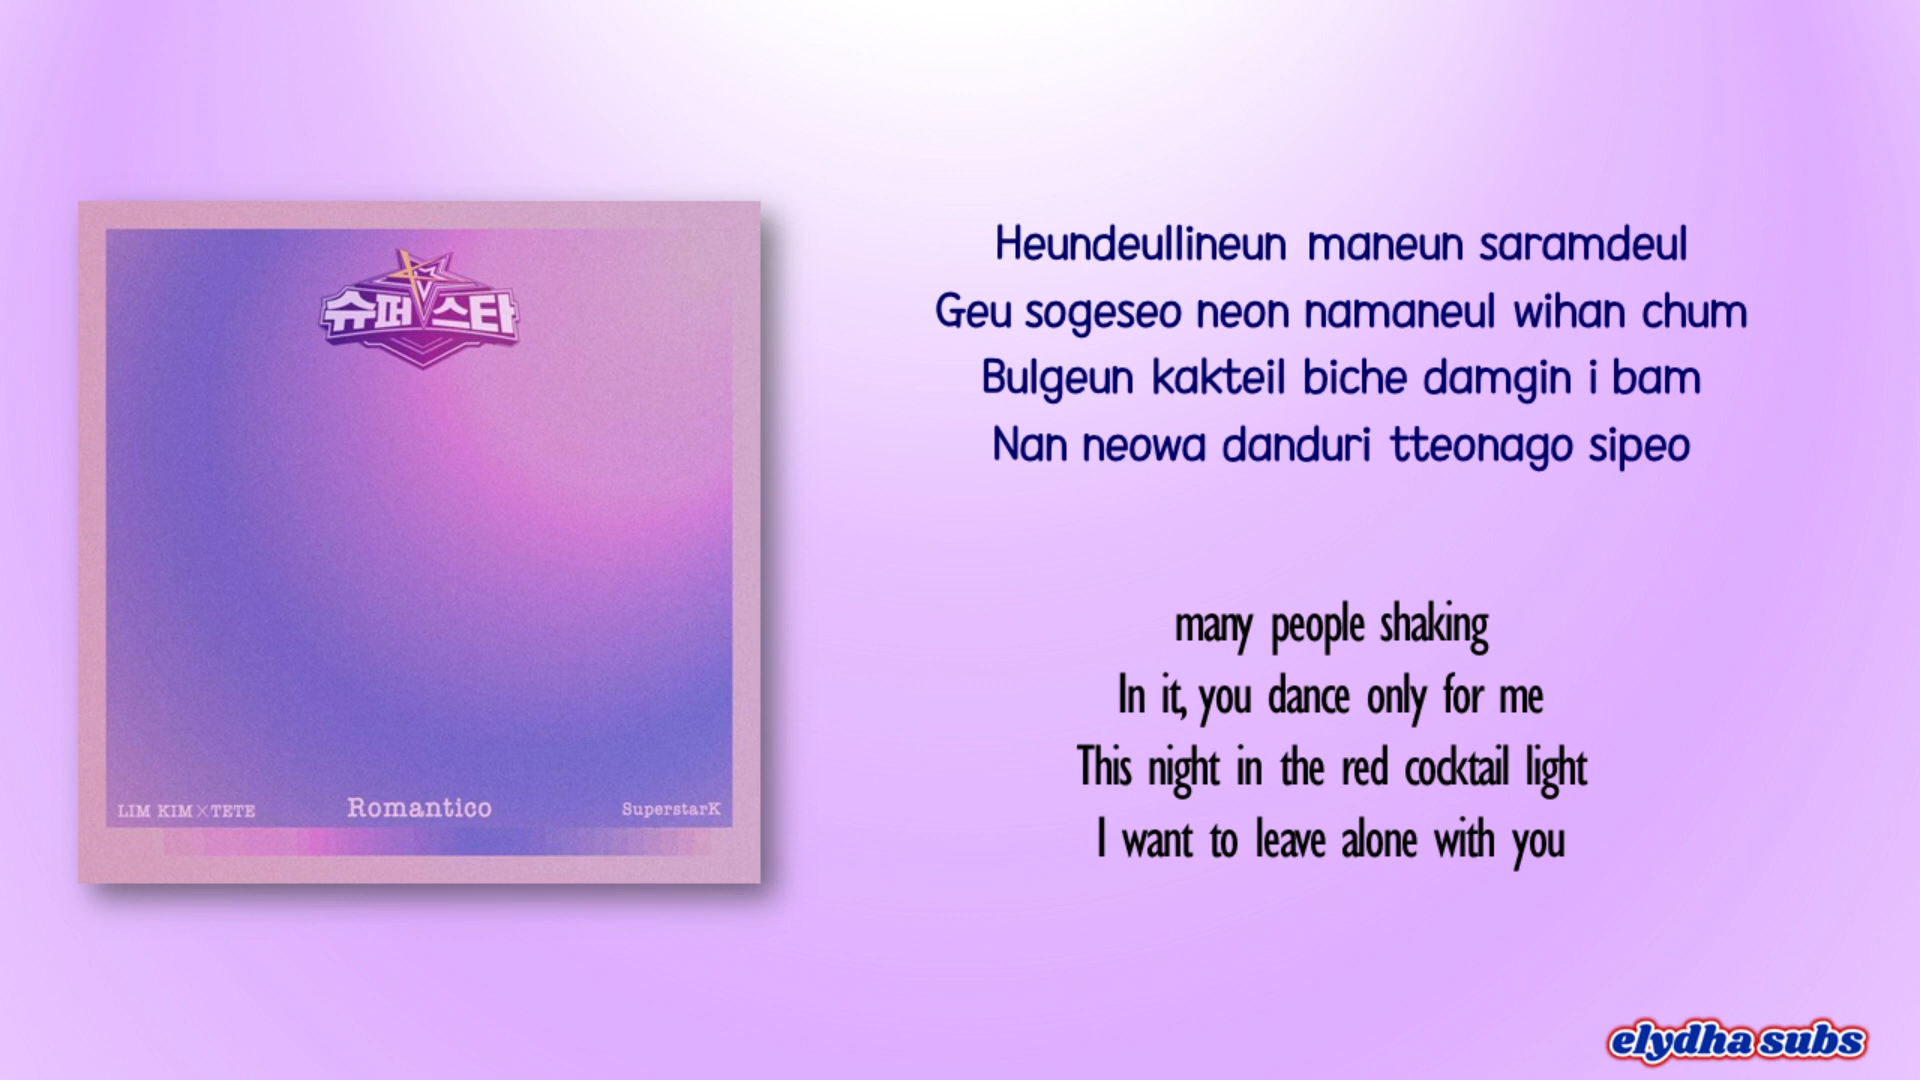 슈퍼스타
LIM KIM×TETE
Romantico
SuperstarK
Heundeullineun maneun saramdeul
Geu sogeseo neon namaneul wihan chum
Bulgeun kakteil biche damgin i bam
Nan neowa danduri tteonago sipeo
many people shaking
In it, you dance only for me
This night in the red cocktail light
I want to leave alone with you
elydha subs